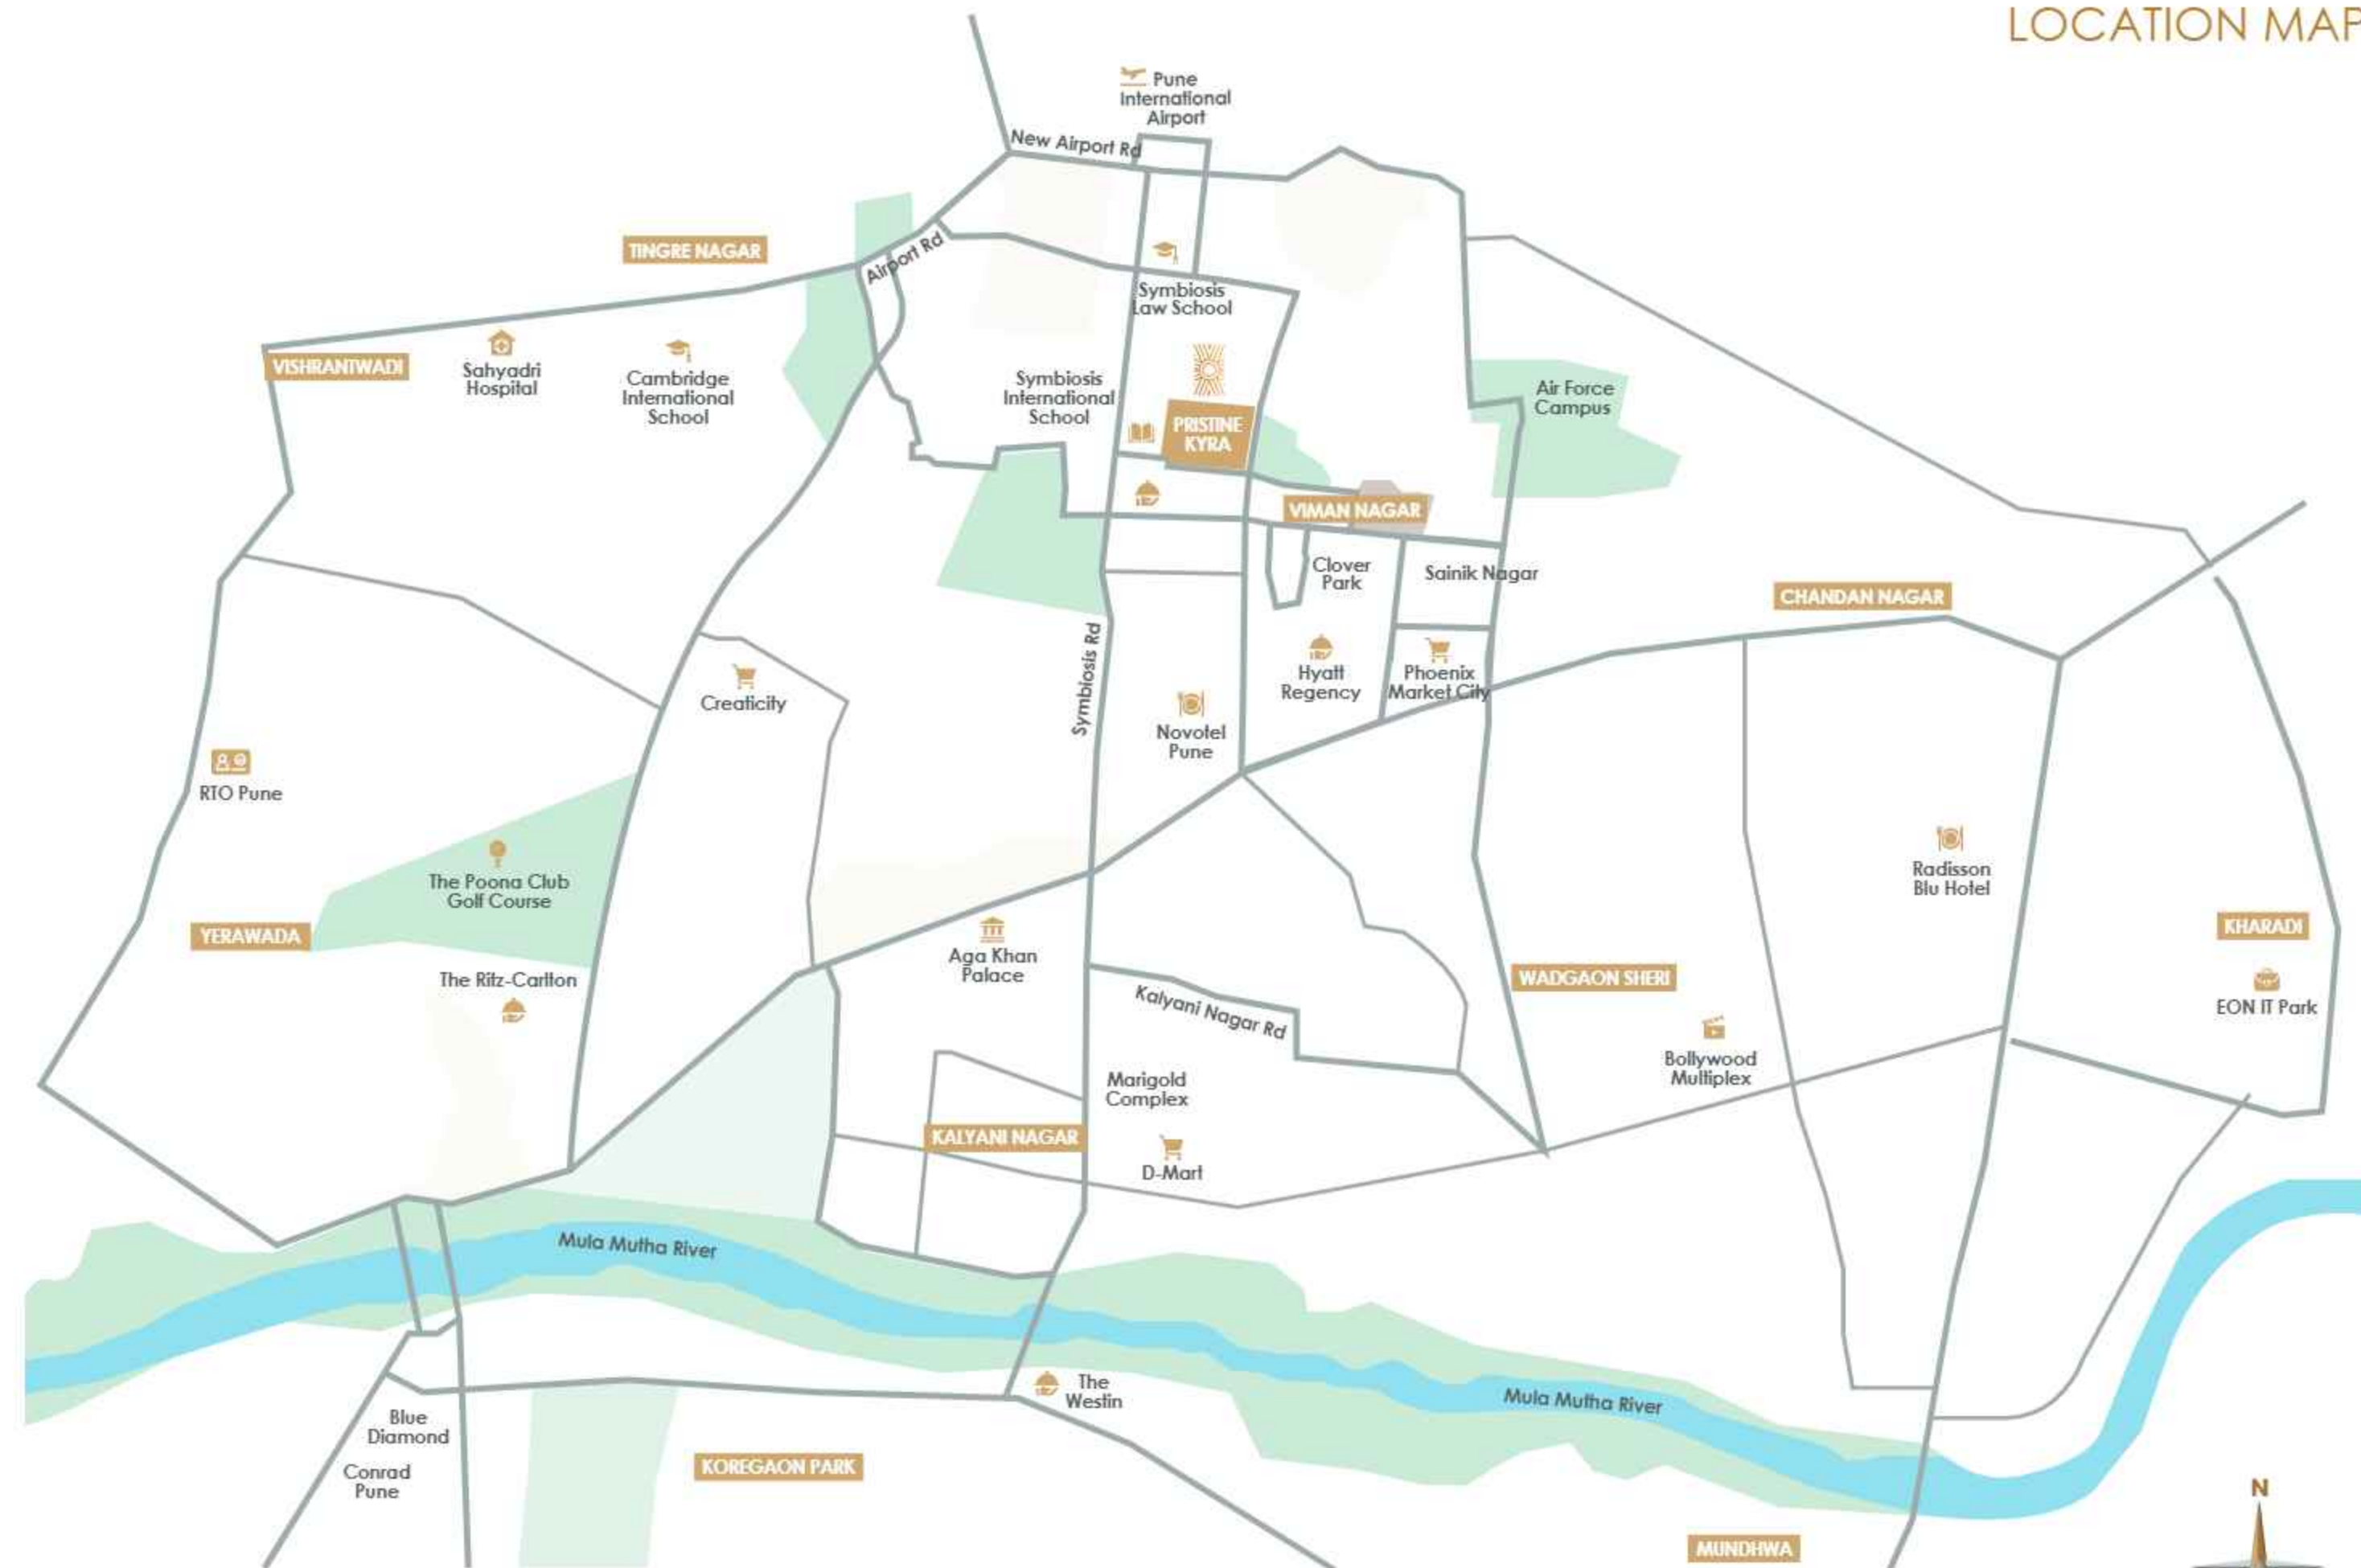 LOCATION MAP
Pune
International
Airport
New Airport Rd
TINGRE NAGAR
Airport Rd
Symbiosis
Law School
VISHRANTWADI
Sahyadri
Hospital
Cambridge
International
School
Symbiosis
International
School
PRISTINE
KYRA
Air Force
Campus
VIMAN NAGAR
Clover
Park
Sainik Nagar
CHANDAN NAGAR
Symbiosis Rd
Creaticity
Hyatt
Regency
Phoenix
Market City
Novotel
Pune
RTO Pune
The Poona Club
Golf Course
Radisson
Blu Hotel
YERAWADA
KHARADI
Aga Khan
Palace
The Ritz-Carlton
WADGAON SHERI
EON IT Park
Kalyani Nagar Rd
Bollywood
Multiplex
Marigold
Complex
KALYANI NAGAR
D-Mart
Mula Mutha River
The
Westin
Mula Mutha River
Blue
Diamond
KOREGAON PARK
Conrad
Pune
N
MUNDHWA